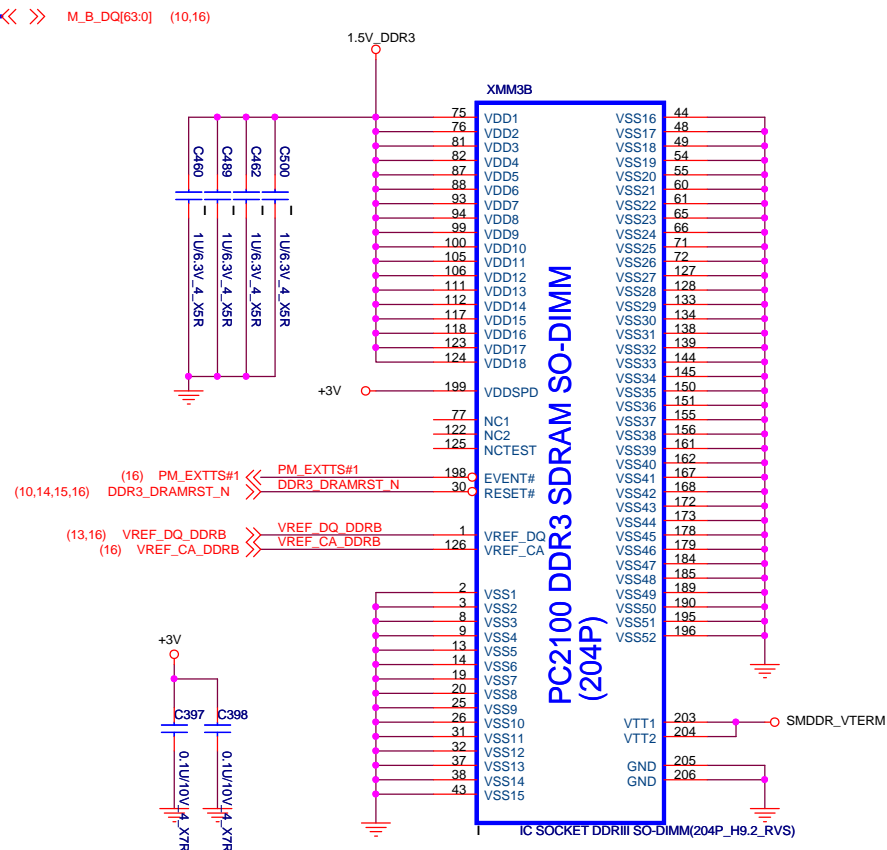 M_B_DQ[63:0] (10,16)
1.5V_DDR3
XMM3B
75 VDD1
76 VDD2
81 VDD3
82 VDD4
87 VDD5
88 VDD6
93 VDD7
94 VDD8
99 VDD9
100 VDD10
105 VDD11
106 VDD12
111 VDD13
112 VDD14
117 VDD15
118 VDD16
123 VDD17
124 VDD18
C460 1U/6.3V_4_X5R
C489 1U/6.3V_4_X5R
C462 1U/6.3V_4_X5R
C500 1U/6.3V_4_X5R
+3V 199 VDDSPD
77 NC1
122 NC2
125 NCTEST
(16) PM_EXTTS#1 PM_EXTTS#1 198 EVENT#
(10,14,15,16) DDR3_DRAMRST_N DDR3_DRAMRST_N 30 RESET#
(13,16) VREF_DQ_DDRB VREF_DQ_DDRB 1 VREF_DQ
(16) VREF_CA_DDRB VREF_CA_DDRB 126 VREF_CA
2 VSS1
3 VSS2
8 VSS3
9 VSS4
13 VSS5
14 VSS6
19 VSS7
20 VSS8
25 VSS9
26 VSS10
31 VSS11
32 VSS12
37 VSS13
38 VSS14
43 VSS15
PC2100 DDR3 SDRAM SO-DIMM
(204P)
VSS16 44
VSS17 48
VSS18 49
VSS19 54
VSS20 55
VSS21 60
VSS22 61
VSS23 65
VSS24 66
VSS25 71
VSS26 72
VSS27 127
VSS28 128
VSS29 133
VSS30 134
VSS31 138
VSS32 139
VSS33 144
VSS34 145
VSS35 150
VSS36 151
VSS37 155
VSS38 156
VSS39 161
VSS40 162
VSS41 167
VSS42 168
VSS43 172
VSS44 173
VSS45 178
VSS46 179
VSS47 184
VSS48 185
VSS49 189
VSS50 190
VSS51 195
VSS52 196
VTT1 203 SMDDR_VTERM
VTT2 204
GND 205
GND 206
+3V
C397 0.1U/10V_4_X7R
C398 0.1U/10V_4_X7R
IC SOCKET DDRIII SO-DIMM(204P_H9.2_RVS)